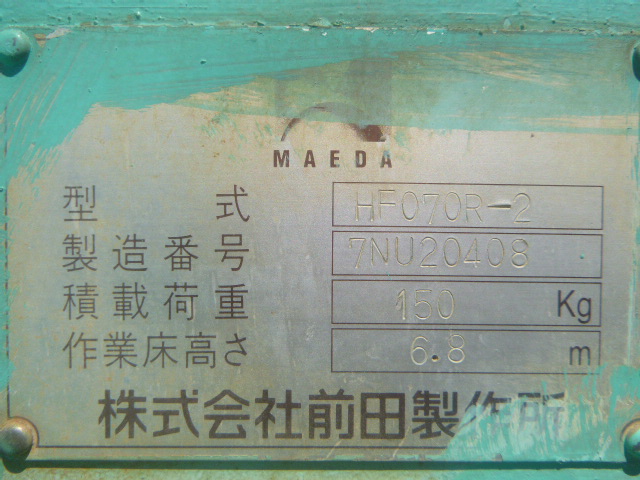 MAEDA
型式 HF070R-2
製造番号 7NU20408
積載荷重 150 Kg
作業床高さ 6.8 m
株式会社前田製作所